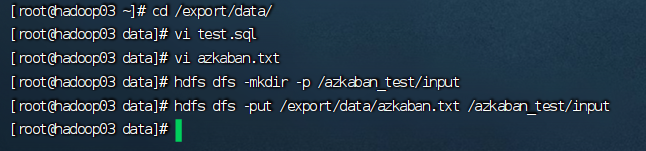 [root@hadoop03 ~]# cd /export/data/
[root@hadoop03 data]# vi test.sql
[root@hadoop03 data]# vi azkaban.txt
[root@hadoop03 data]# hdfs dfs -mkdir -p /azkaban_test/input
[root@hadoop03 data]# hdfs dfs -put /export/data/azkaban.txt /azkaban_test/input
[root@hadoop03 data]#